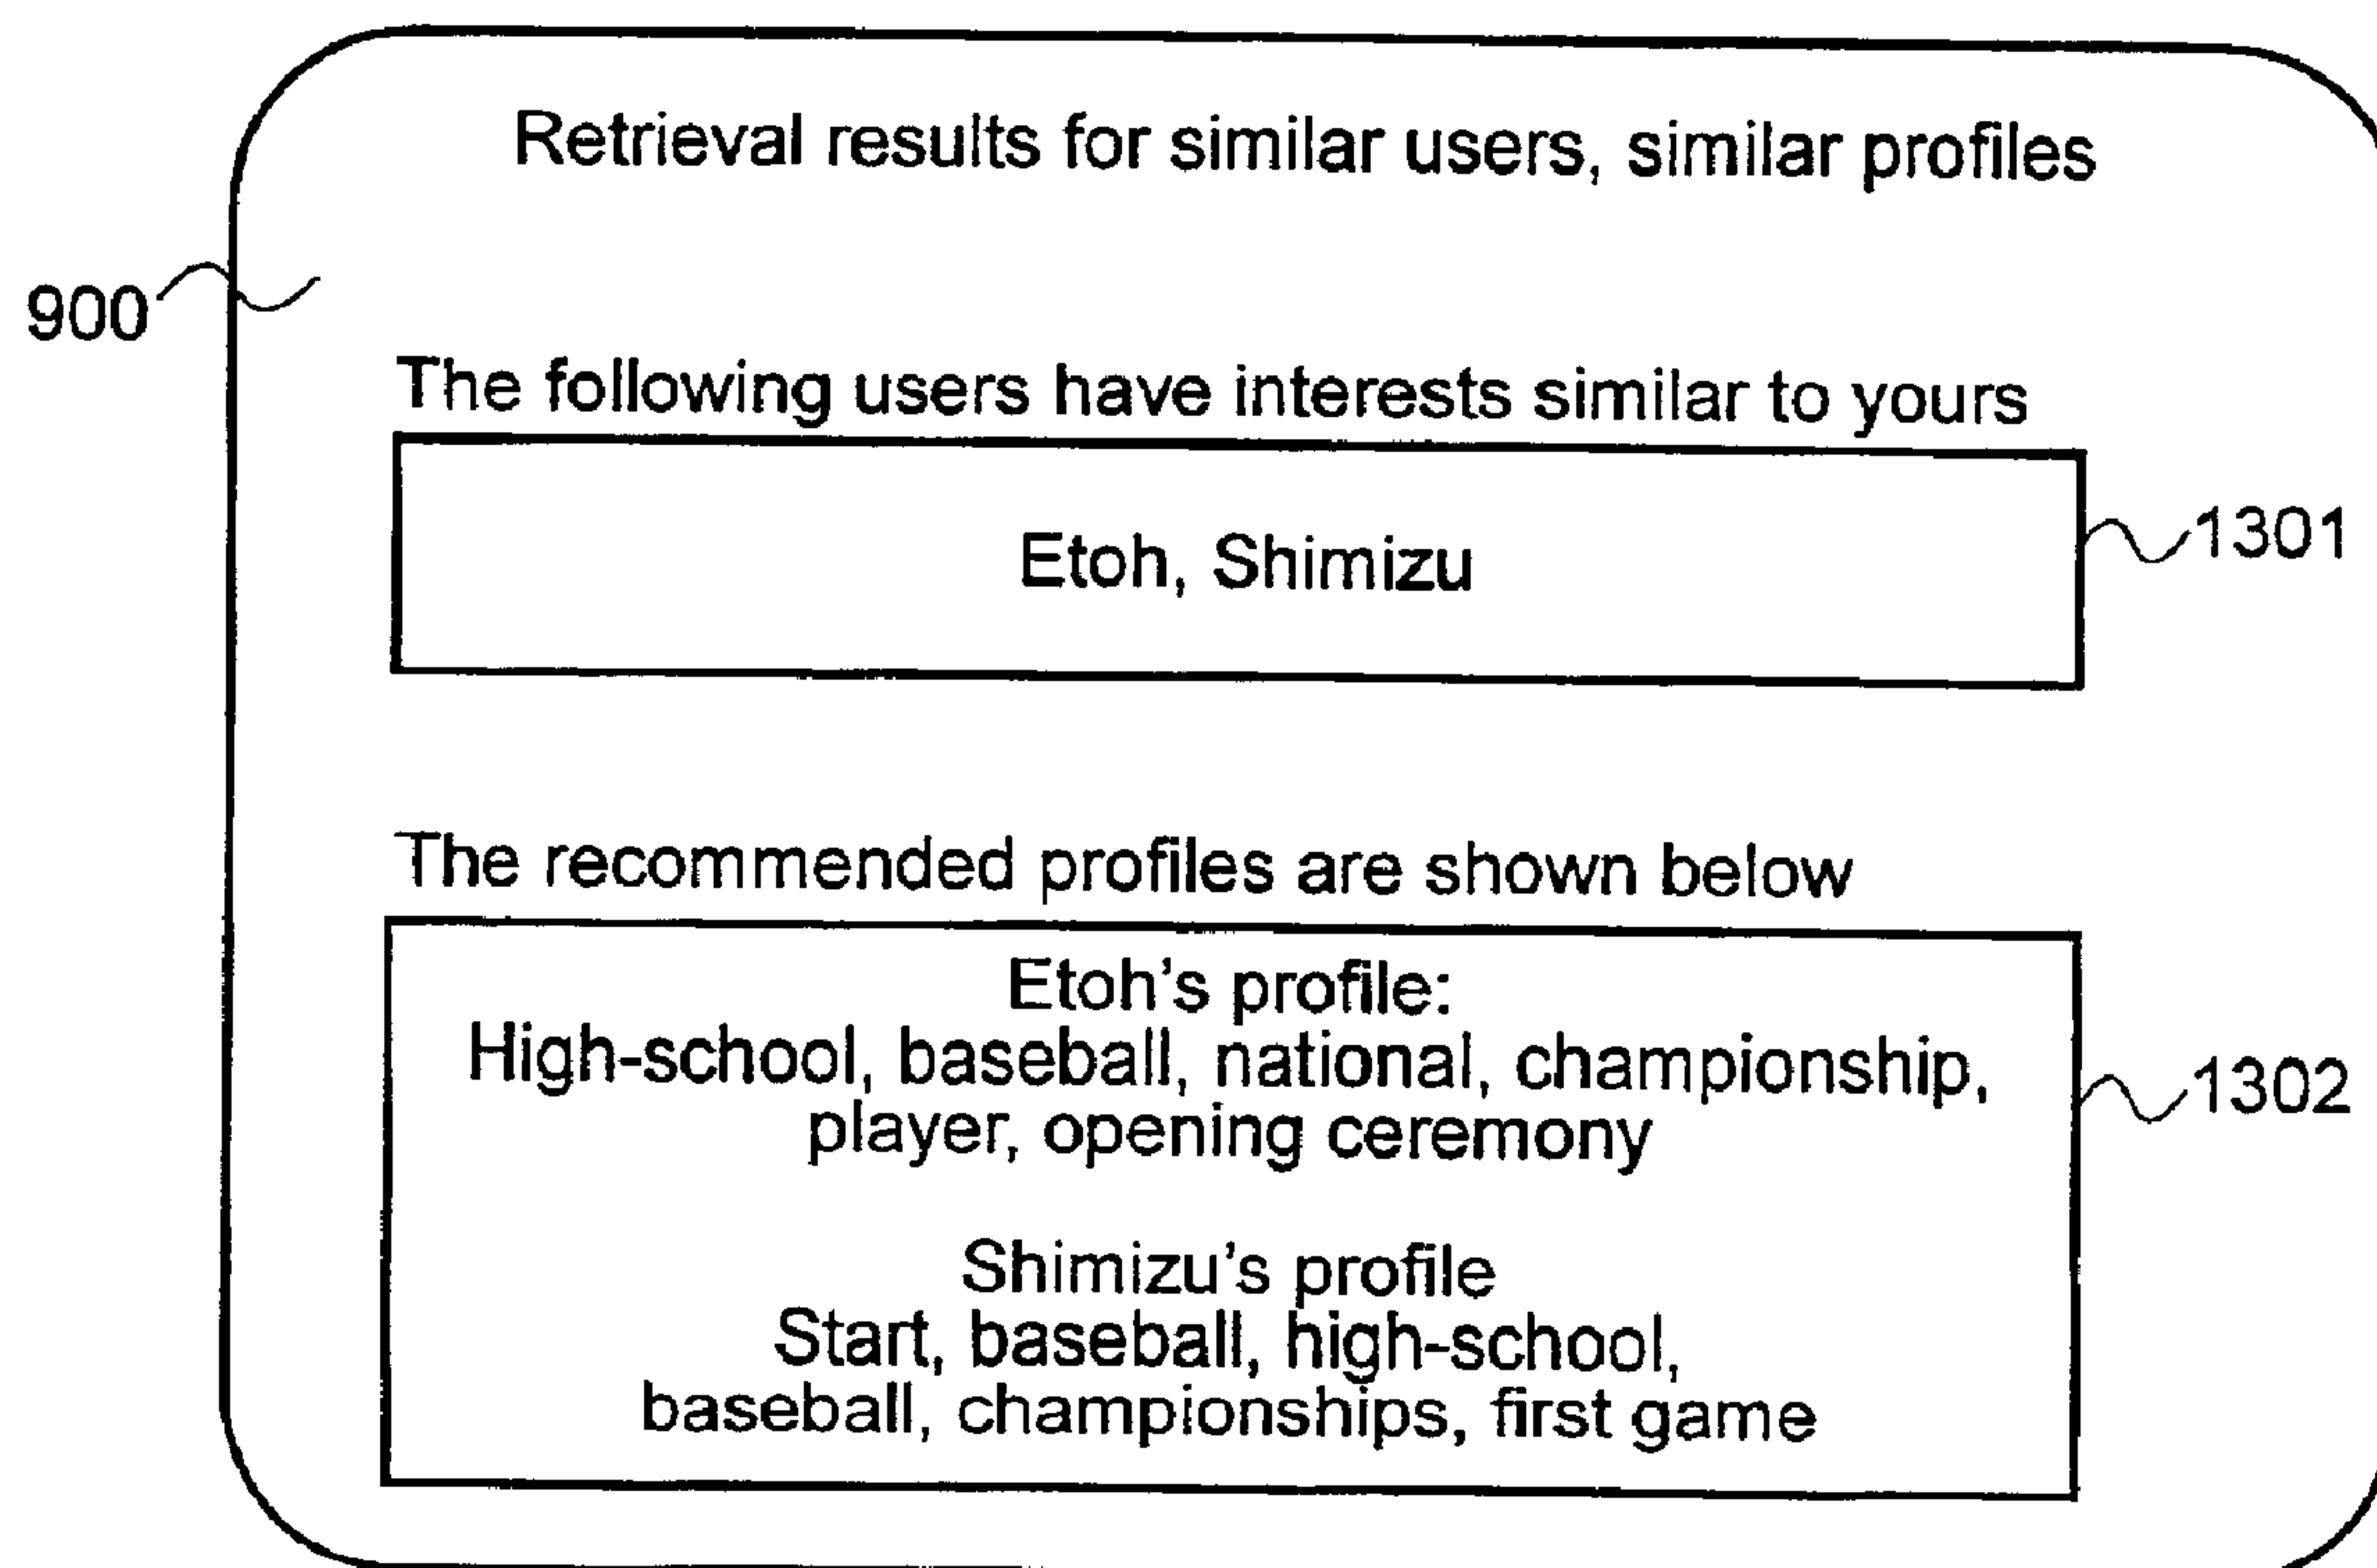 Retrieval results for similar users, similar profiles
900
The following users have interests similar to yours
Etoh, Shimizu
1301
The recommended profiles are shown below
Etoh's profile:
High-school, baseball, national, championship,
player, opening ceremony
1302
Shimizu's profile
Start, baseball, high-school,
baseball, championships, first game